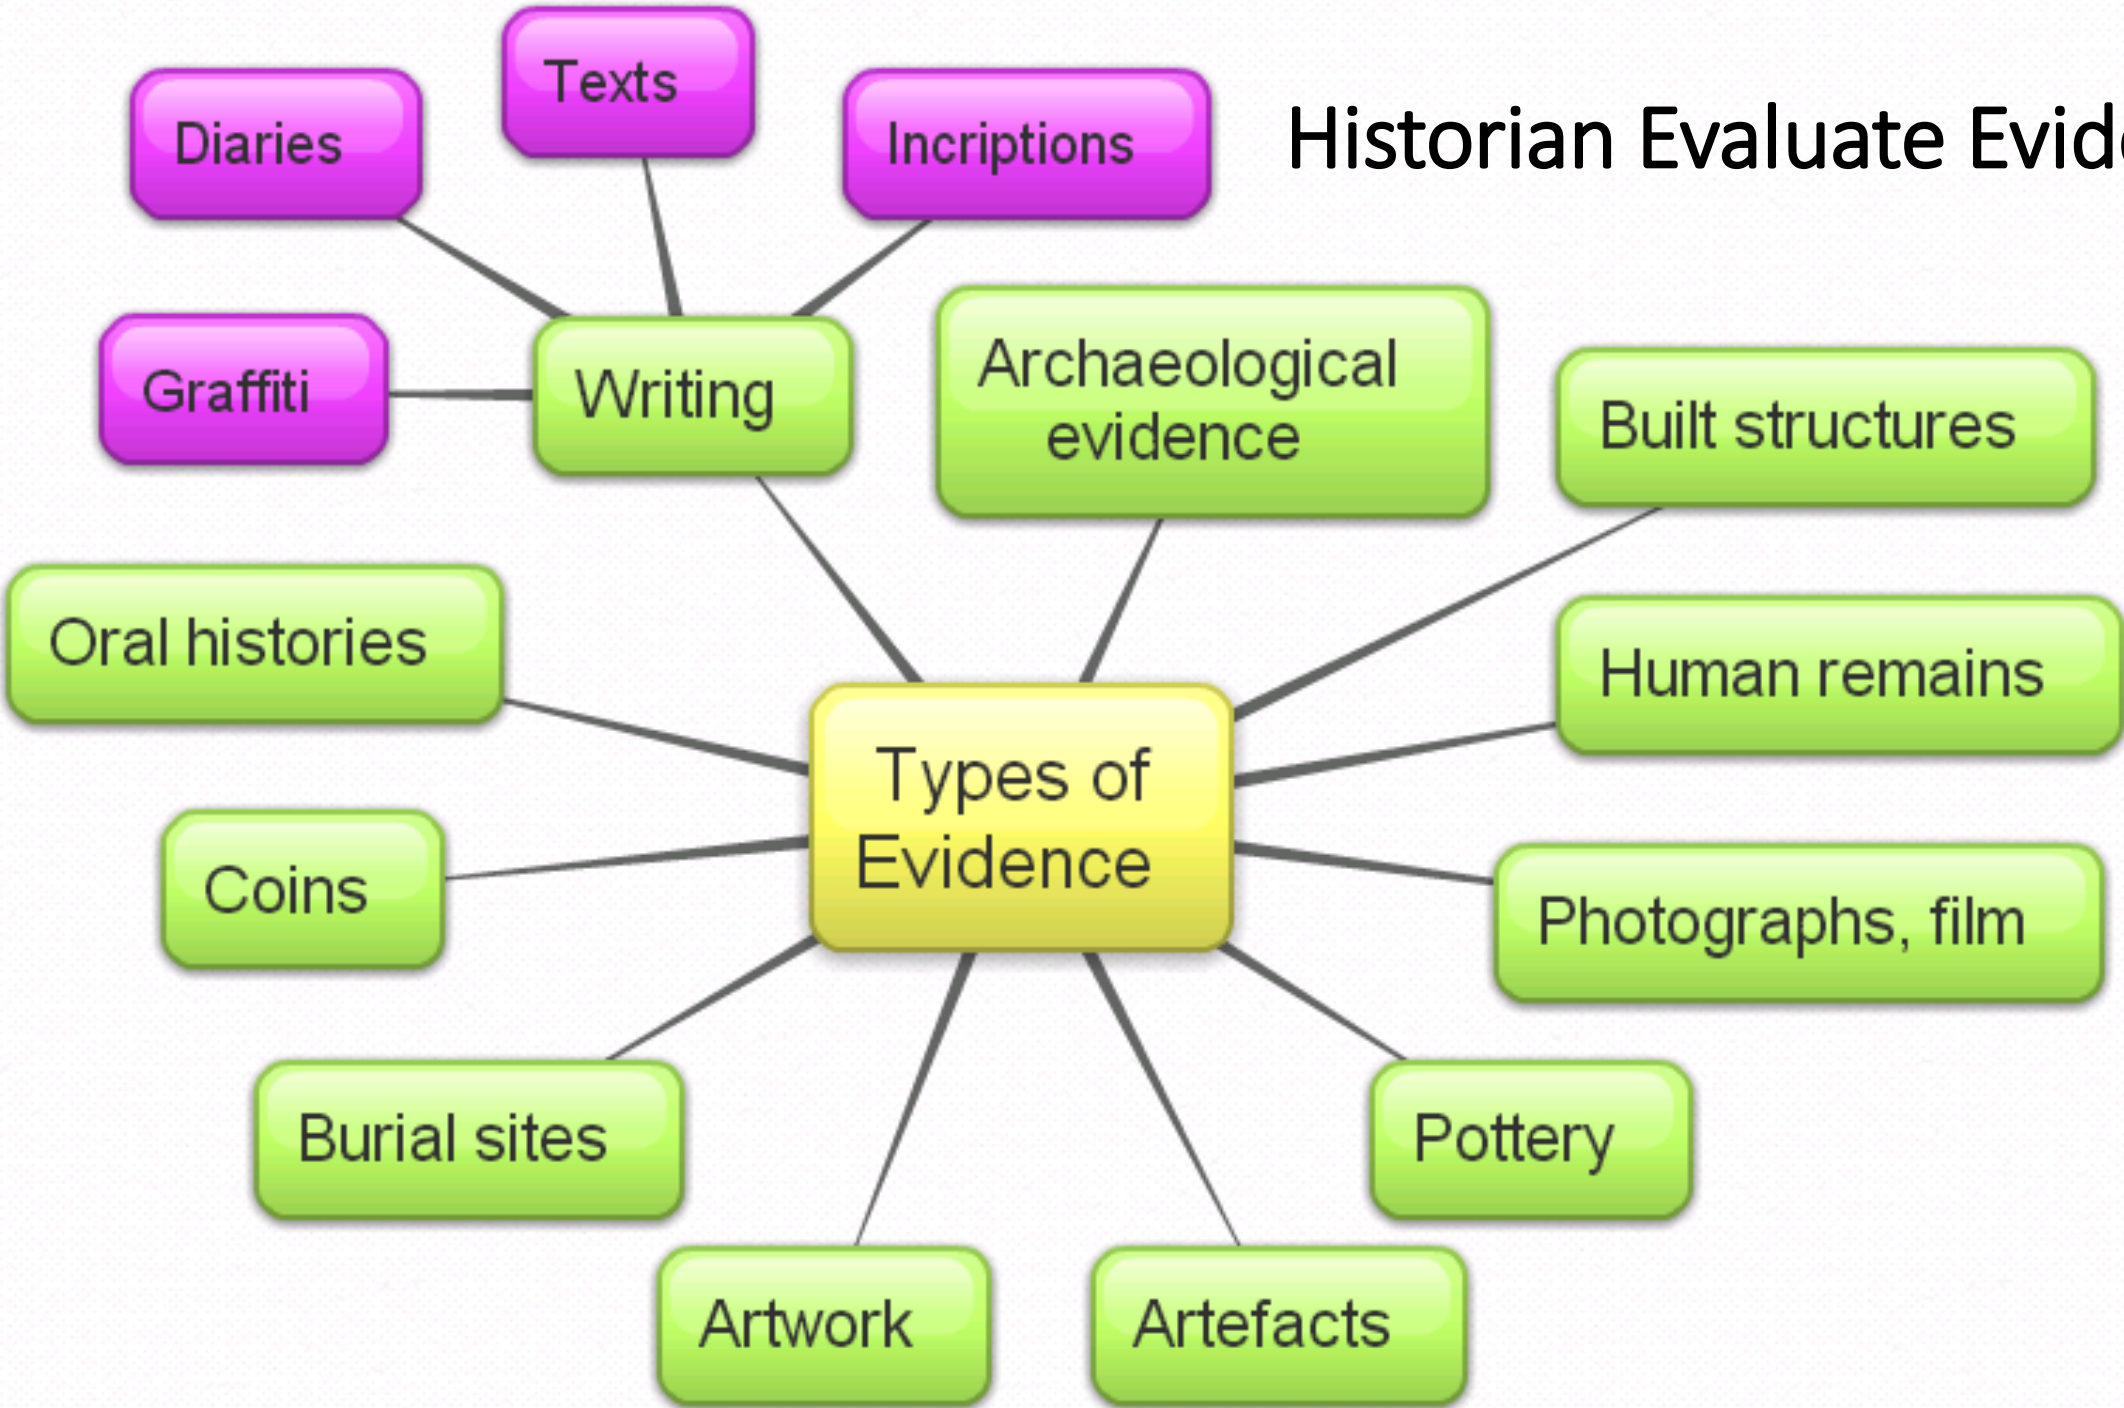 Texts
Diaries
Incriptions
Historian Evaluate Evid
Graffiti
Writing
Archaeological
evidence
Built structures
Oral histories
Human remains
Types of
Evidence
Coins
Photographs, film
Burial sites
Pottery
Artwork
Artefacts